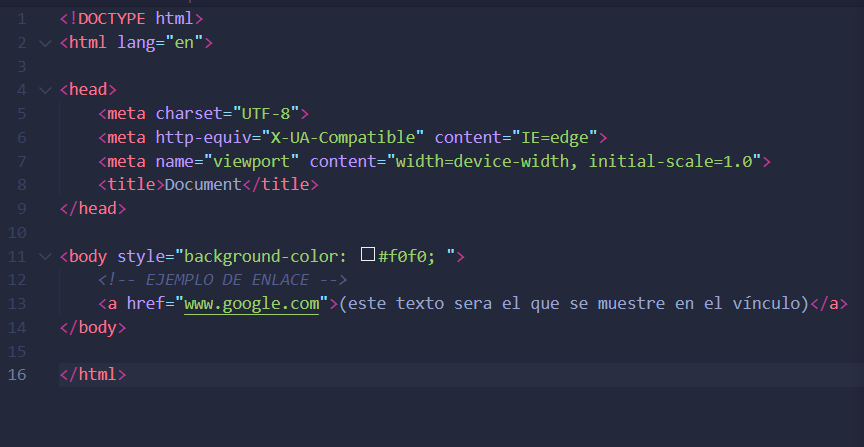 1 <!DOCTYPE html>
2 <html lang="en">
3
4 <head>
5 <meta charset="UTF-8">
6 <meta http-equiv="X-UA-Compatible" content="IE=edge">
7 <meta name="viewport" content="width=device-width, initial-scale=1.0">
8 <title>Document</title>
9 </head>
10
11 <body style="background-color: #f0f0; ">
12 <!-- EJEMPLO DE ENLACE -->
13 <a href="www.google.com">(este texto sera el que se muestre en el vínculo)</a>
14 </body>
15
16 </html>